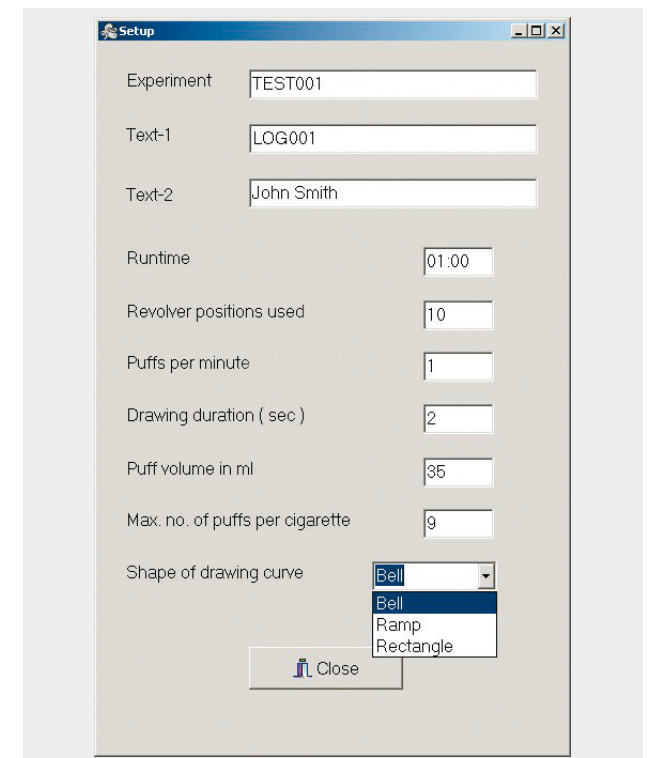 Setup
Experiment TEST001
Text-1 LOG001
Text-2 John Smith
Runtime 01:00
Revolver positions used 10
Puffs per minute 1
Drawing duration ( sec ) 2
Puff volume in ml 35
Max. no. of puffs per cigarette 9
Shape of drawing curve Bell
Bell
Ramp
Rectangle
Close